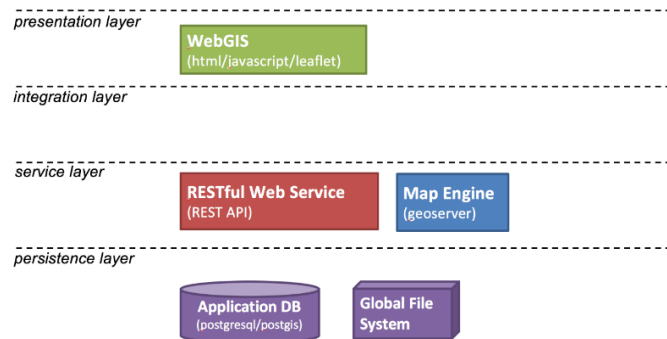 presentation layer
WebGIS
(html/javascript/leaflet)
integration layer
service layer
RESTful Web Service
(REST API)
Map Engine
(geoserver)
persistence layer
Application DB
(postgresql/postgis)
Global File
System